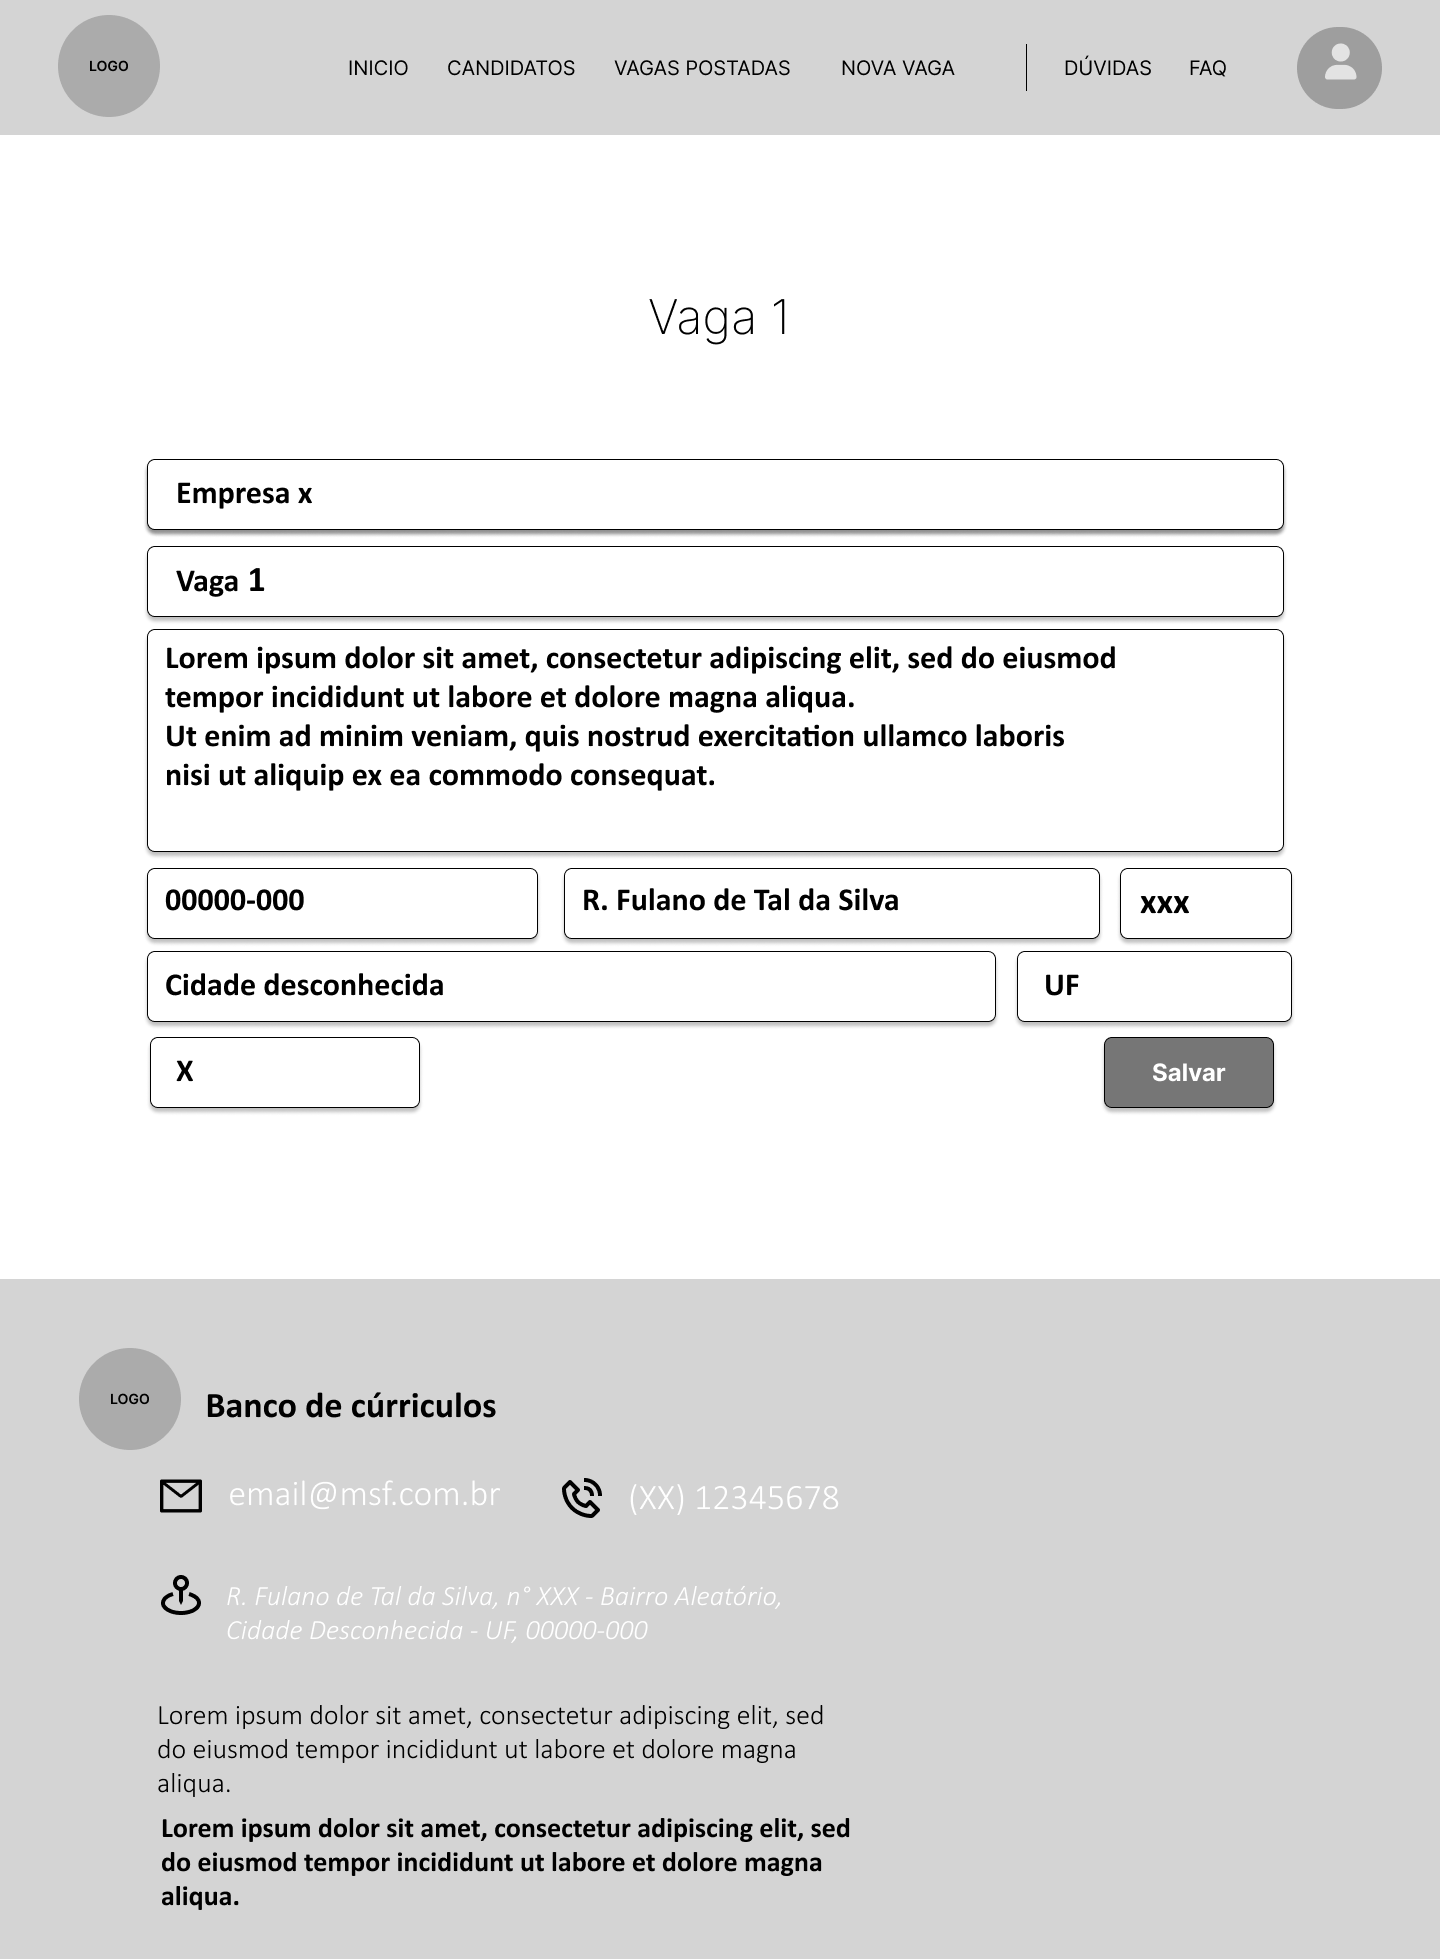 LOGO
INICIO CANDIDATOS VAGAS POSTADAS NOVA VAGA DÚVIDAS FAQ
Vaga 1
Empresa x
Vaga 1
Lorem ipsum dolor sit amet, consectetur adipiscing elit, sed do eiusmod
tempor incididunt ut labore et dolore magna aliqua.
Ut enim ad minim veniam, quis nostrud exercitation ullamco laboris
nisi ut aliquip ex ea commodo consequat.
00000-000 R. Fulano de Tal da Silva xxx
Cidade desconhecida UF
X Salvar
LOGO Banco de cúrriculos
email@msf.com.br (XX) 12345678
R. Fulano de Tal da Silva, n° XXX - Bairro Aleatório,
Cidade Desconhecida - UF, 00000-000
Lorem ipsum dolor sit amet, consectetur adipiscing elit, sed
do eiusmod tempor incididunt ut labore et dolore magna
aliqua.
Lorem ipsum dolor sit amet, consectetur adipiscing elit, sed
do eiusmod tempor incididunt ut labore et dolore magna
aliqua.